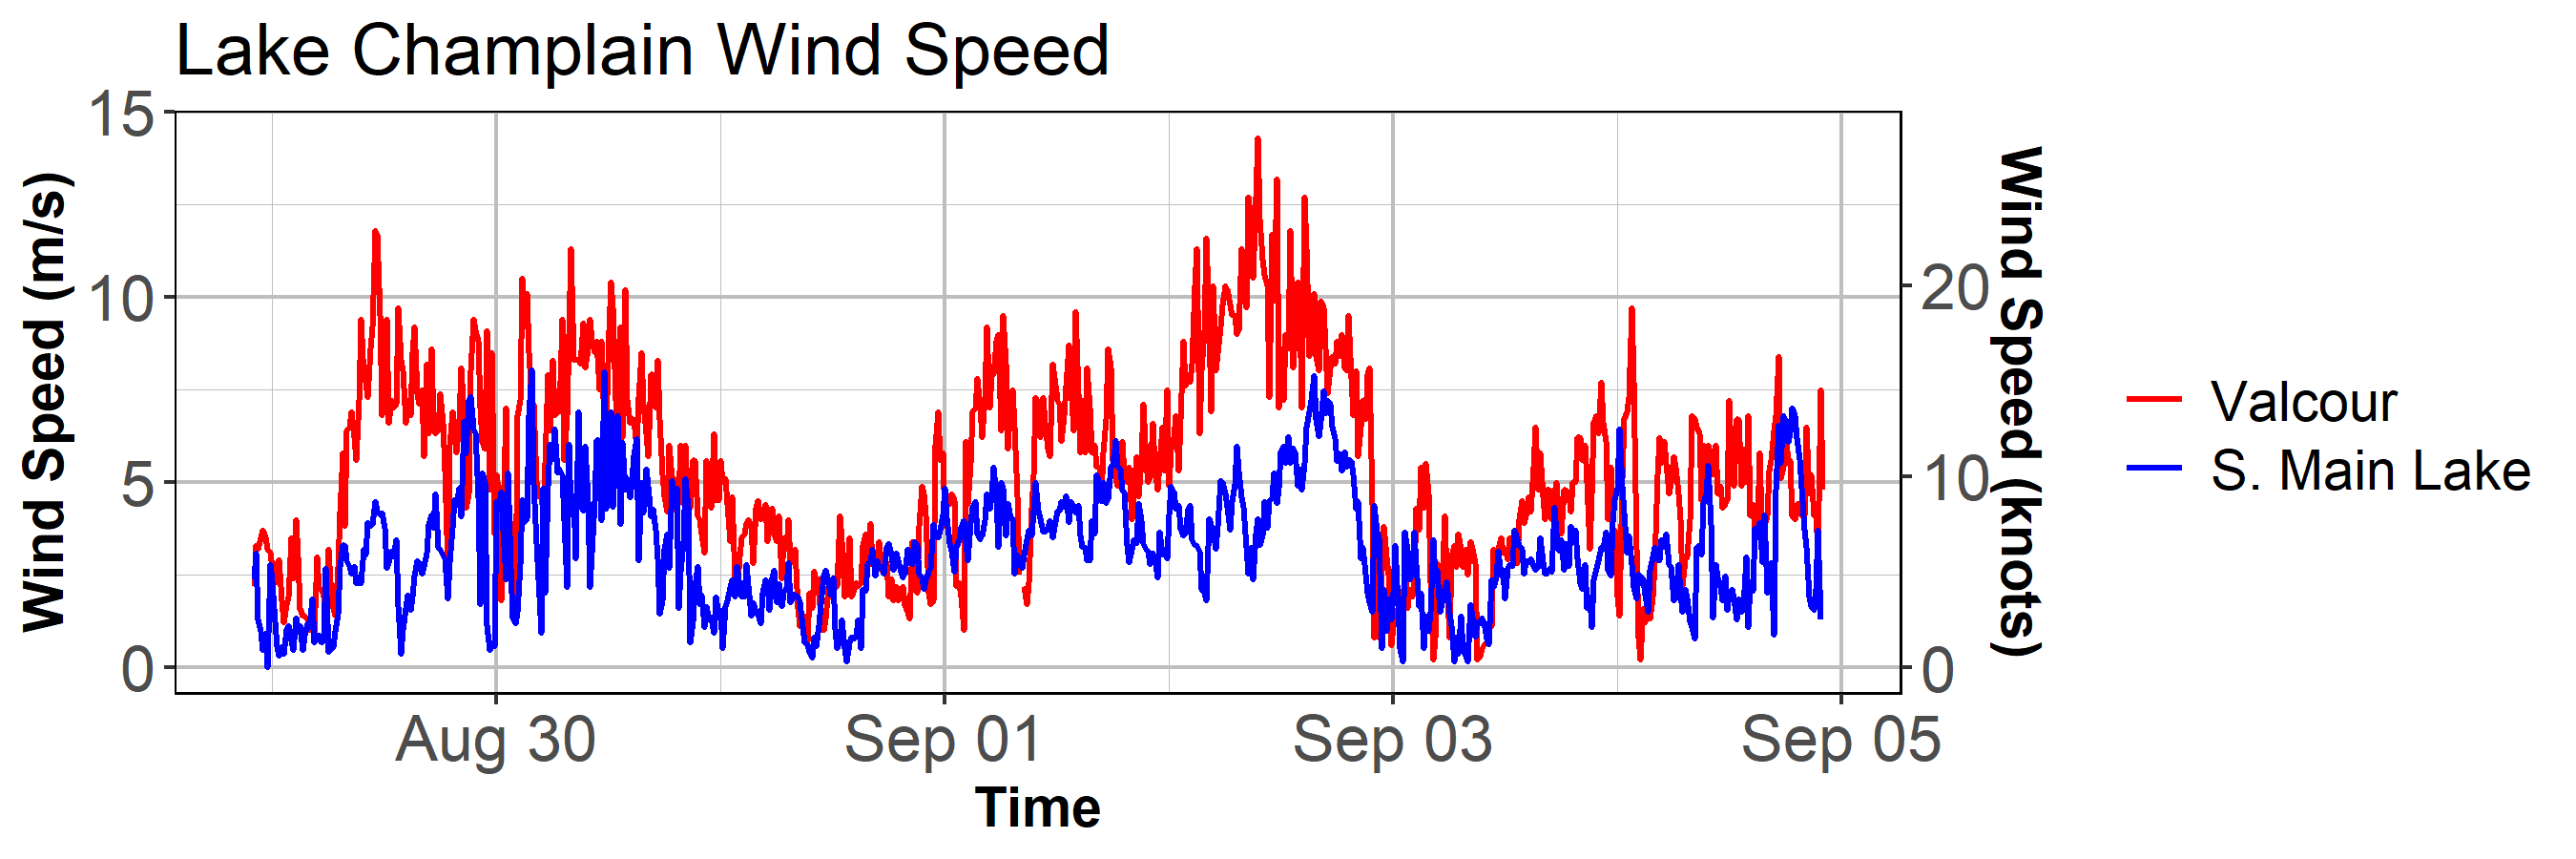 Lake Champlain Wind Speed
15
10
5
0
Wind Speed (m/s)
20
10
0
Wind Speed (knots)
Valcour
S. Main Lake
Aug 30
Sep 01
Sep 03
Sep 05
Time